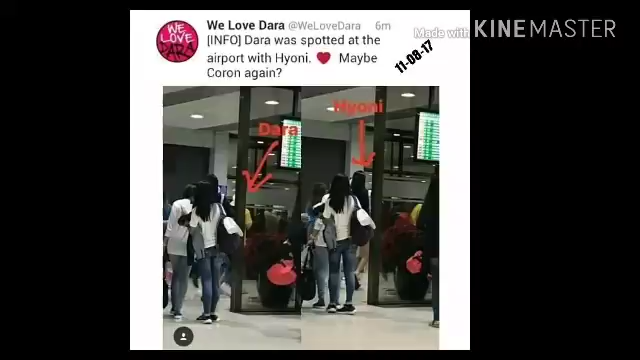 WE LOVE DARA
We Love Dara @WeLoveDara 6m
[INFO] Dara was spotted at the
airport with Hyoni. ❤ Maybe
Coron again?
11-08-17
Made with
KINEMASTER
Dara
Hyoni